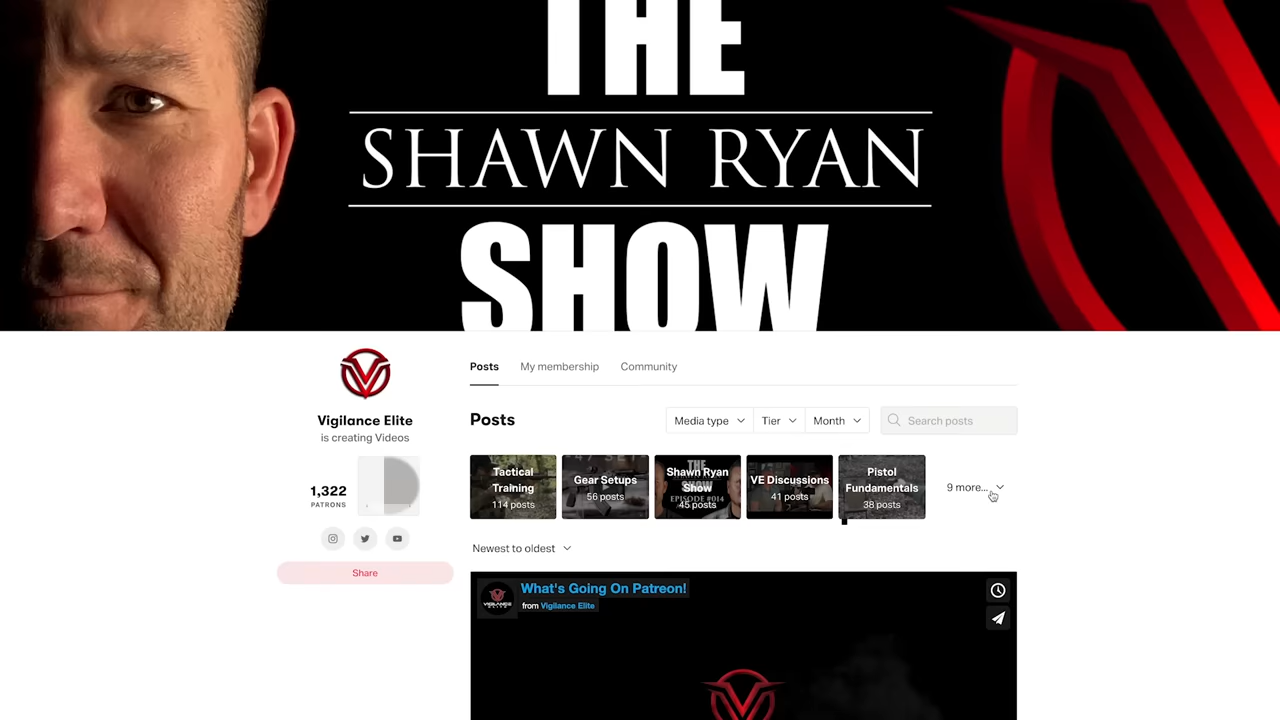 THE
SHAWN RYAN
SHOW
Posts
My membership
Community
Vigilance Elite
is creating Videos
Posts
Media type
Tier
Month
Search posts
Tactical
Training
114 posts
Gear Setups
56 posts
Shawn Ryan
Show
EPISODE #014
45 posts
VE Discussions
41 posts
Pistol
Fundamentals
38 posts
9 more...
1,322
PATRONS
Newest to oldest
Share
What's Going On Patreon!
from Vigilance Elite